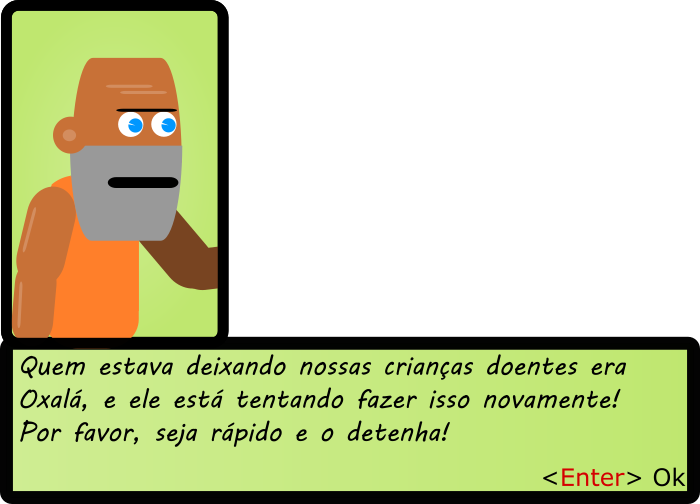 Quem estava deixando nossas crianças doentes era
Oxalá, e ele está tentando fazer isso novamente!
Por favor, seja rápido e o detenha!
<Enter> Ok